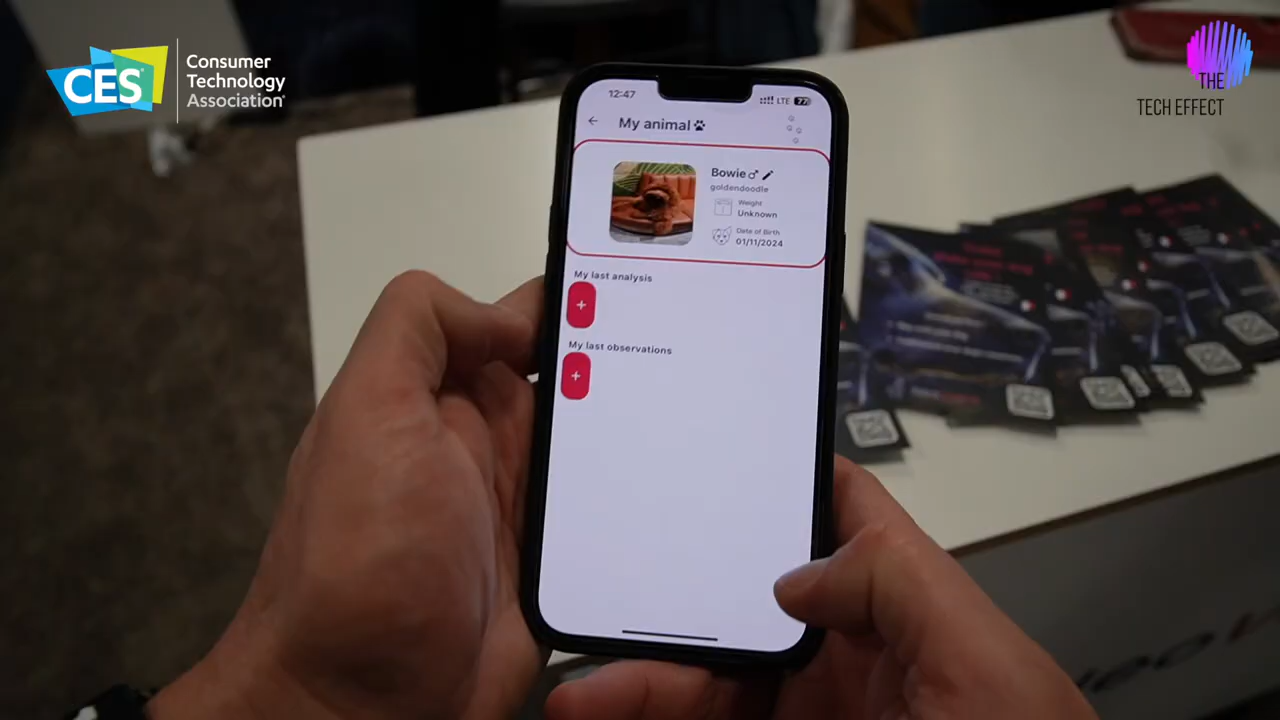 CES
Consumer
Technology
Association
THE
TECH EFFECT
12:47
LTE
77
My animal
Bowie
goldendoodle
Weight
Unknown
Date of Birth
01/11/2024
My last analysis
+
My last observations
+